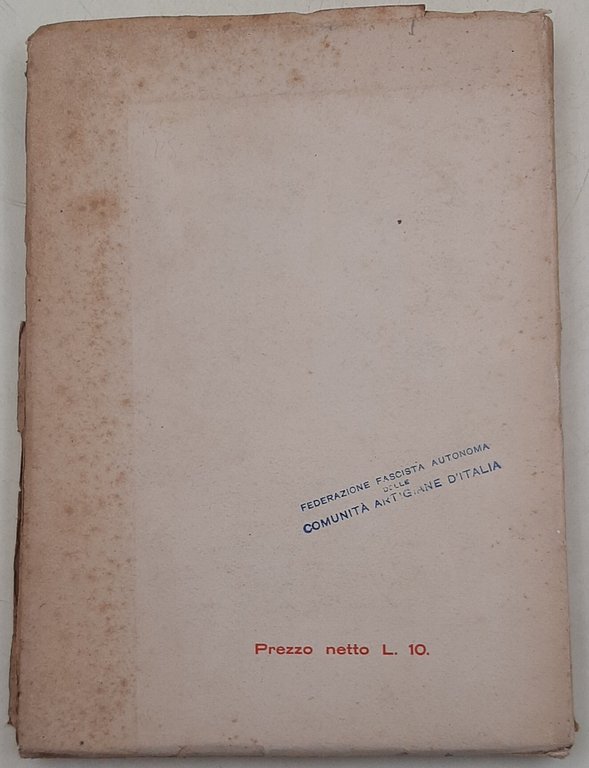 FEDERAZIONE FASCISTA AUTONOMA
DELLE
COMUNITÀ ARTIGIANE D'ITALIA
Prezzo netto L. 10.